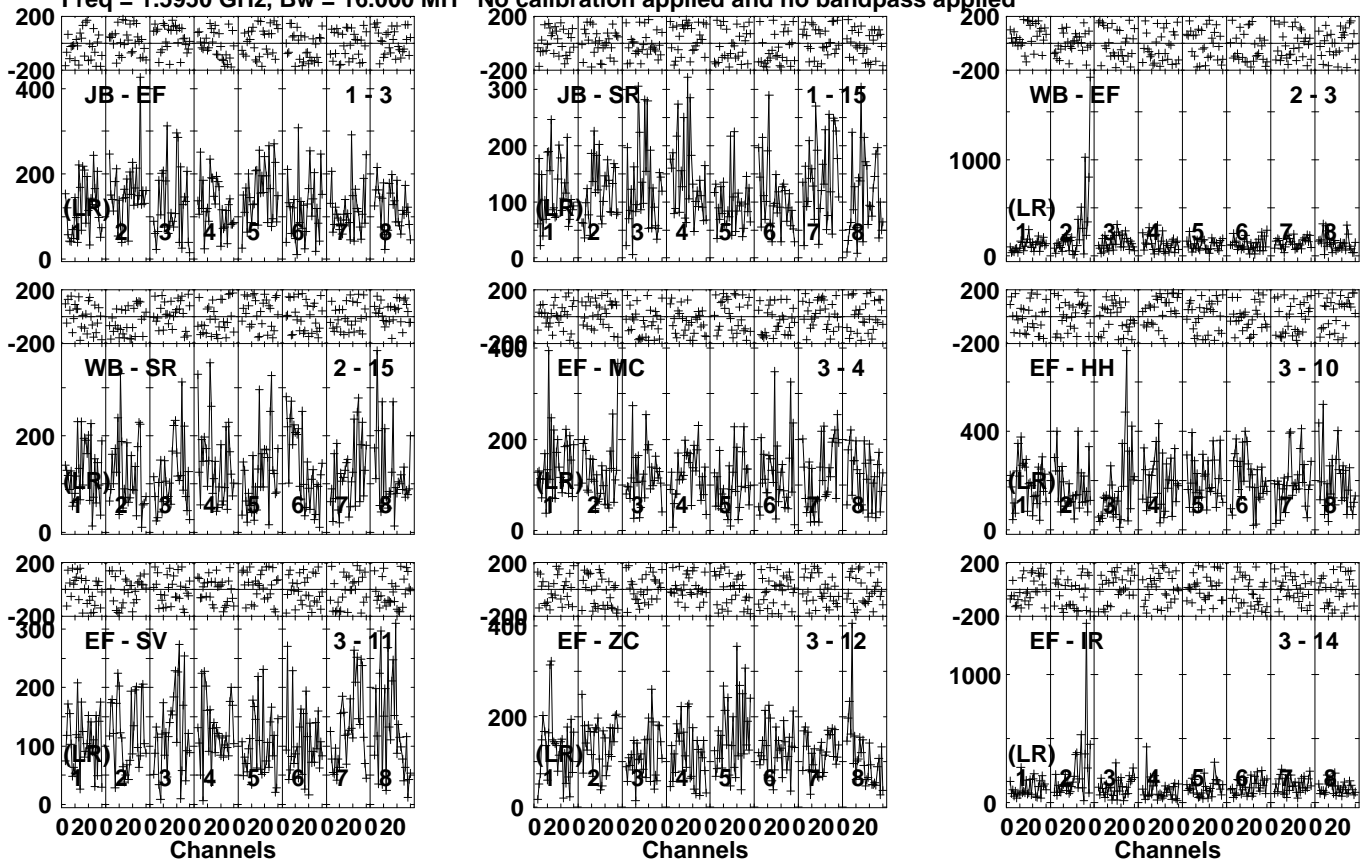 Freq = 1.5950 GHz, Bw = 16.000 MH No calibration applied and no bandpass applied
200 200 200
-200 -200 -200
400 300 1000
JB - EF 1 - 3 JB - SR 1 - 15 WB - EF 2 - 3
200 200
100
(LR) (LR) (LR)
1 2 3 4 5 6 7 8 1 2 3 4 5 6 7 8 1 2 3 4 5 6 7 8
0 0 0
200 200 200
-200 -200 -200
400
WB - SR 2 - 15 EF - MC 3 - 4 EF - HH 3 - 10
200 200 400
(LR) (LR) (LR)
1 2 3 4 5 6 7 8 1 2 3 4 5 6 7 8 1 2 3 4 5 6 7 8
0 0 0
200 200 200
-200 -200 -200
300 400
EF - SV 3 - 11 EF - ZC 3 - 12 EF - IR 3 - 14
200 200 1000
100
(LR) (LR) (LR)
1 2 3 4 5 6 7 8 1 2 3 4 5 6 7 8 1 2 3 4 5 6 7 8
0 0 0
0 20 0 20 0 20 0 20 0 20 0 20 0 20 0 20 0 20 0 20 0 20 0 20 0 20 0 20 0 20 0 20 0 20 0 20 0 20 0 20 0 20 0 20 0 20 0 20
Channels Channels Channels